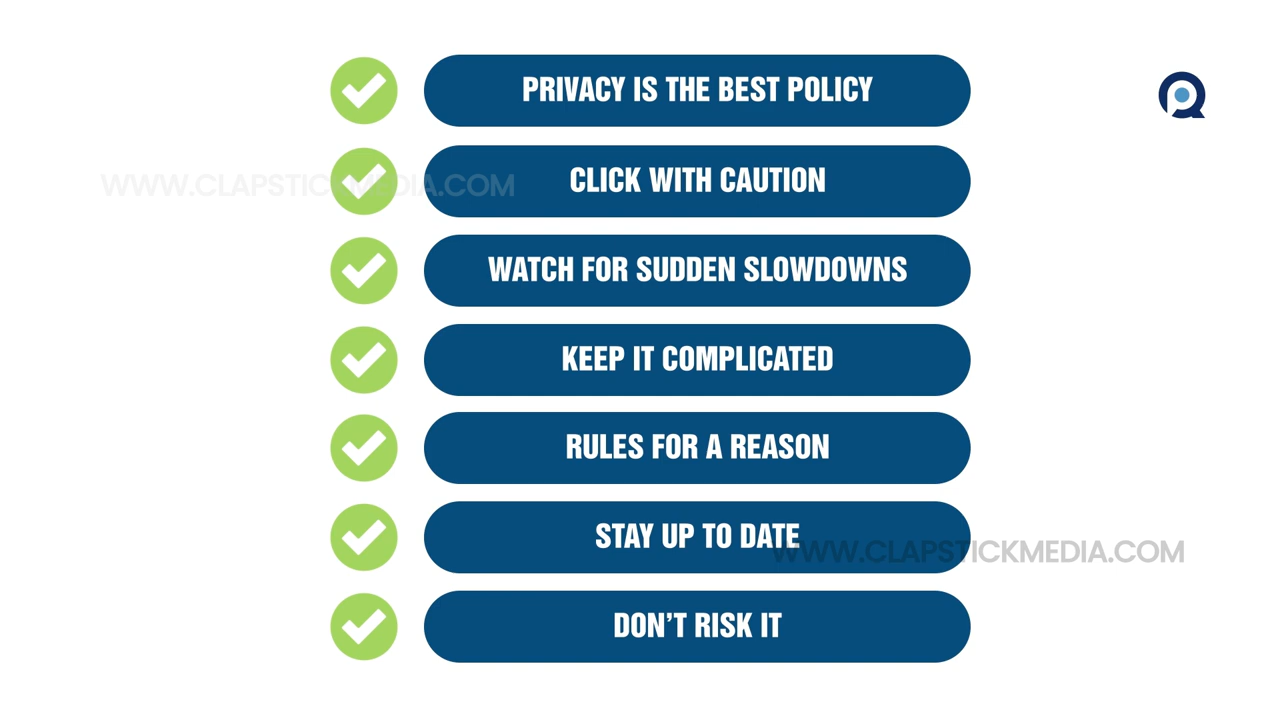 PRIVACY IS THE BEST POLICY
WWW.CLAPSTICKMEDIA.COM
CLICK WITH CAUTION
WATCH FOR SUDDEN SLOWDOWNS
KEEP IT COMPLICATED
RULES FOR A REASON
STAY UP TO DATE
WWW.CLAPSTICKMEDIA.COM
DON'T RISK IT